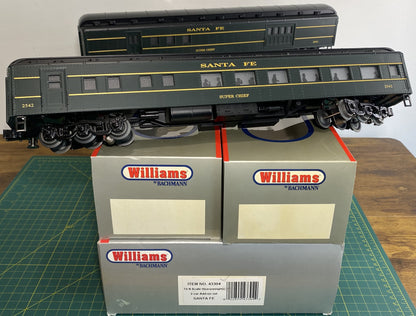 SANTA FE
SUPER CHIEF
SANTA FE
2542
SUPER CHIEF
2542
Williams
by BACHMANN
Williams
by BACHMANN
Williams
by BACHMANN
ITEM NO. 43304
SANTA FE